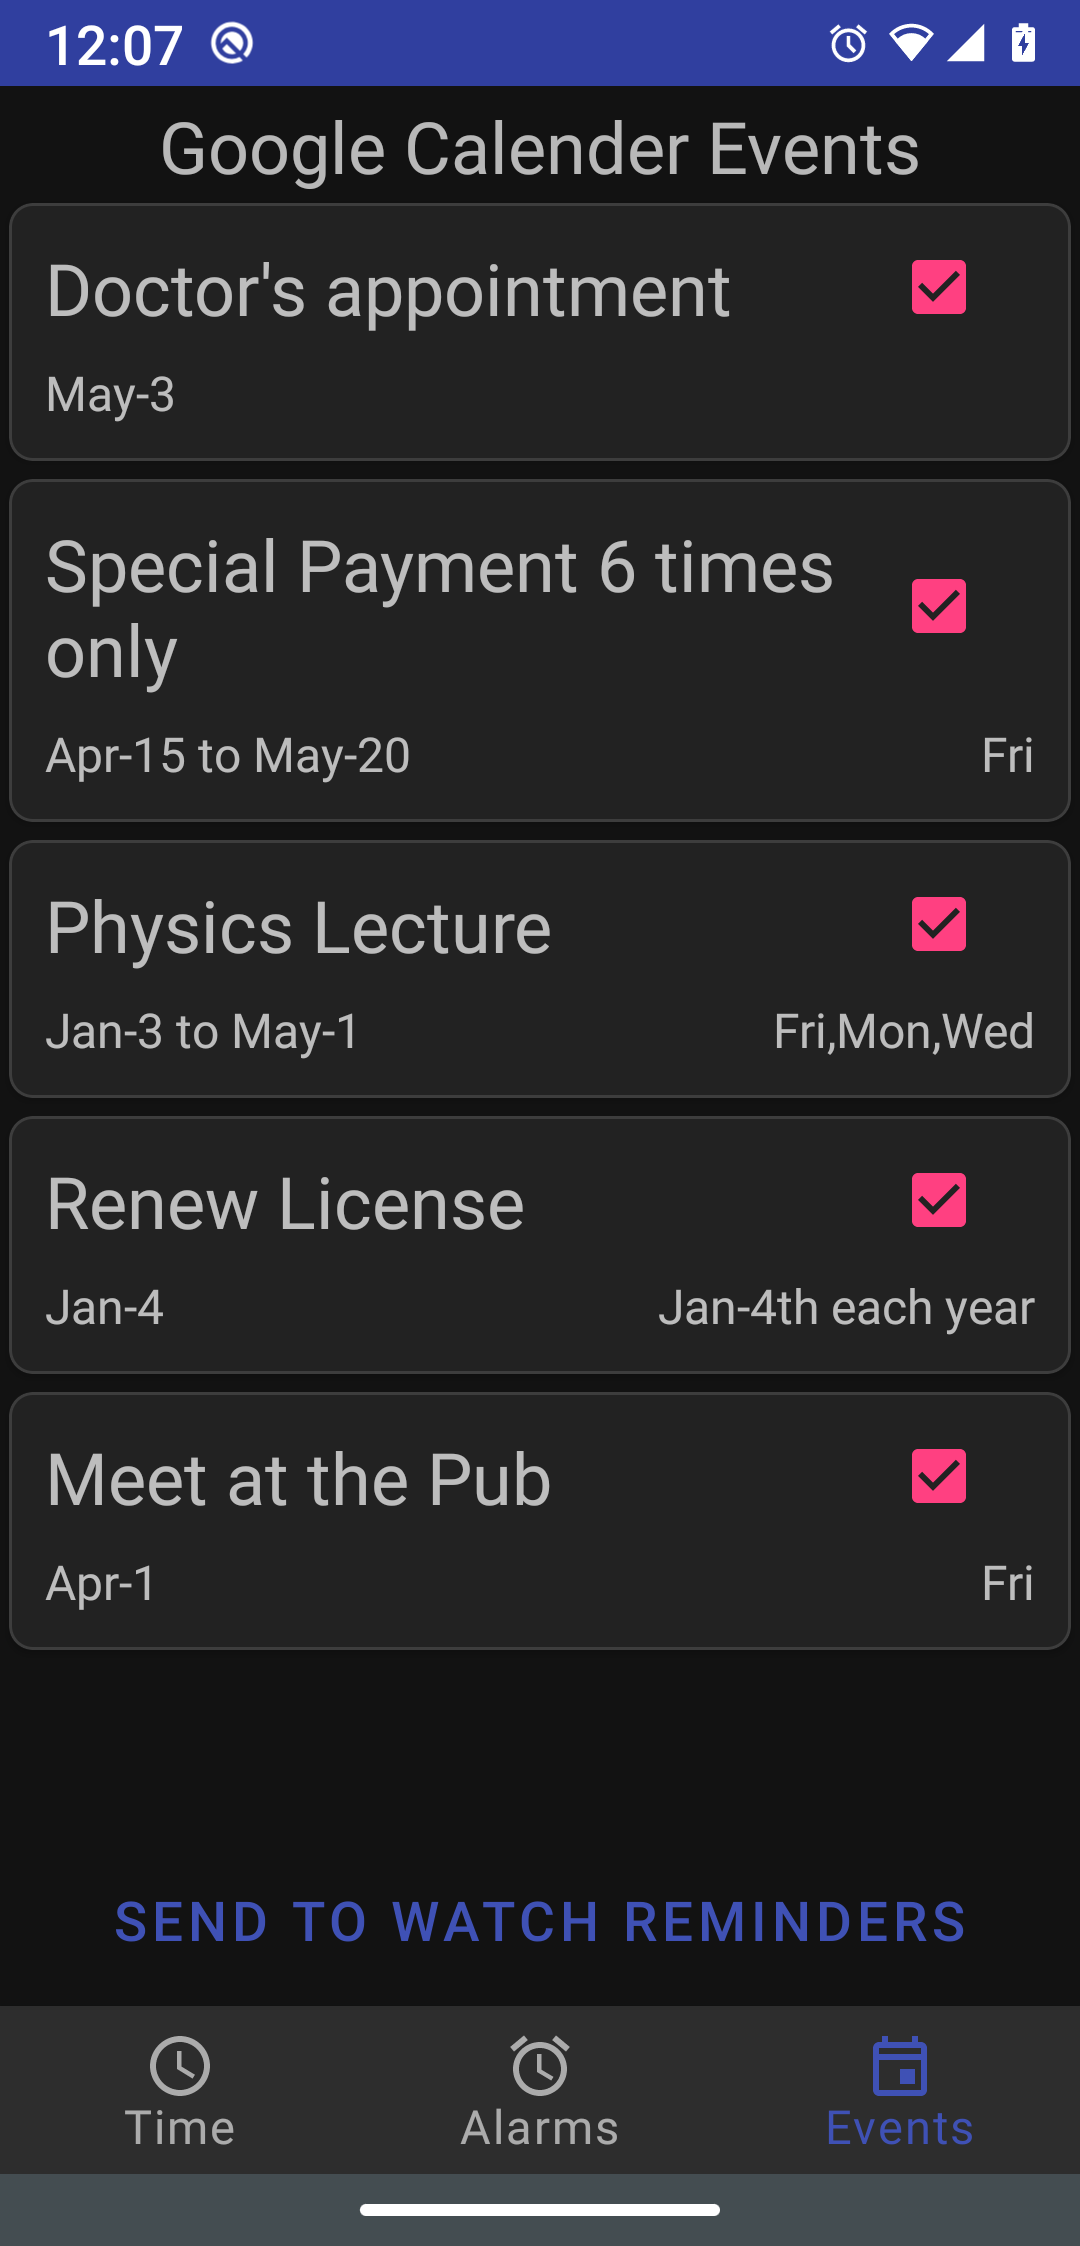 12:07
Google Calender Events
Doctor's appointment
May-3
Special Payment 6 times
only
Apr-15 to May-20
Fri
Physics Lecture
Jan-3 to May-1
Fri,Mon,Wed
Renew License
Jan-4
Jan-4th each year
Meet at the Pub
Apr-1
Fri
SEND TO WATCH REMINDERS
Time
Alarms
Events